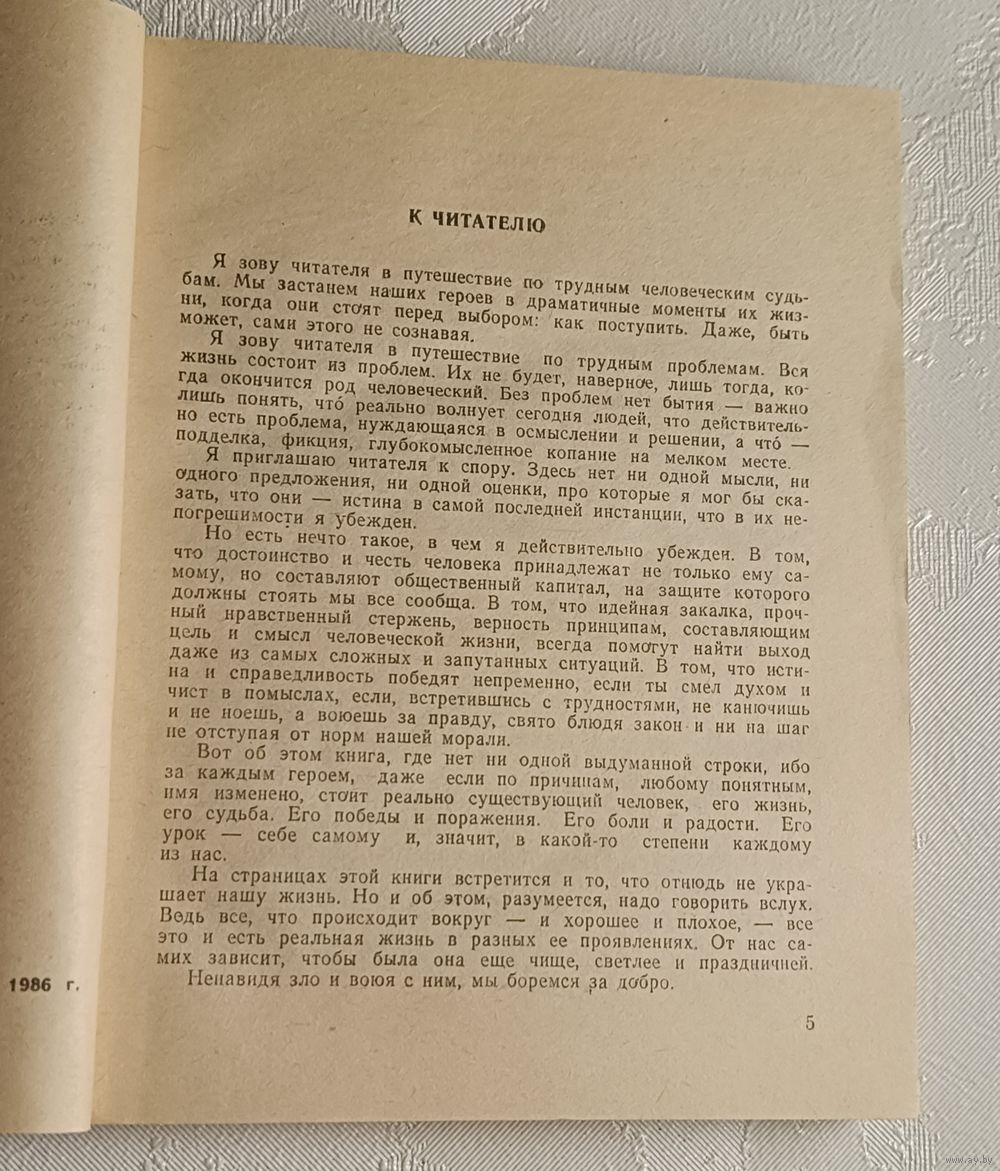 К ЧИТАТЕЛЮ
Я зову читателя в путешествие по трудным человеческим судь-
бам. Мы застанем наших героев в драматичные моменты их жиз-
ни, когда они стоят перед выбором: как поступить. Даже, быть
может, сами этого не сознавая.
Я зову читателя в путешествие по трудным проблемам. Вся
жизнь состоит из проблем. Их не будет, наверное, лишь тогда, ко-
гда окончится род человеческий. Без проблем нет бытия — важно
лишь понять, что́ реально волнует сегодня людей, что действитель-
но есть проблема, нуждающаяся в осмыслении и решении, а что́ —
подделка, фикция, глубокомысленное копание на мелком месте.
Я приглашаю читателя к спору. Здесь нет ни одной мысли, ни
одного предложения, ни одной оценки, про которые я мог бы ска-
зать, что они — истина в самой последней инстанции, что в их не-
погрешимости я убежден.
Но есть нечто такое, в чем я действительно убежден. В том,
что достоинство и честь человека принадлежат не только ему са-
мому, но составляют общественный капитал, на защите которого
должны стоять мы все сообща. В том, что идейная закалка, проч-
ный нравственный стержень, верность принципам, составляющим
цель и смысл человеческой жизни, всегда помогут найти выход
даже из самых сложных и запутанных ситуаций. В том, что исти-
на и справедливость победят непременно, если ты смел духом и
чист в помыслах, если, встретившись с трудностями, не канючишь
и не ноешь, а воюешь за правду, свято блюдя закон и ни на шаг
не отступая от норм нашей морали.
Вот об этом книга, где нет ни одной выдуманной строки, ибо
за каждым героем, даже если по причинам, любому понятным,
имя изменено, стоит реально существующий человек, его жизнь,
его судьба. Его победы и поражения. Его боли и радости. Его
урок — себе самому и, значит, в какой-то степени каждому
из нас.
На страницах этой книги встретится и то, что отнюдь не укра-
шает нашу жизнь. Но и об этом, разумеется, надо говорить вслух.
Ведь все, что происходит вокруг — и хорошее и плохое, — все
это и есть реальная жизнь в разных ее проявлениях. От нас са-
мих зависит, чтобы была она еще чище, светлее и праздничней.
Ненавидя зло и воюя с ним, мы боремся за добро.
1986 г.
5
www.ay.by